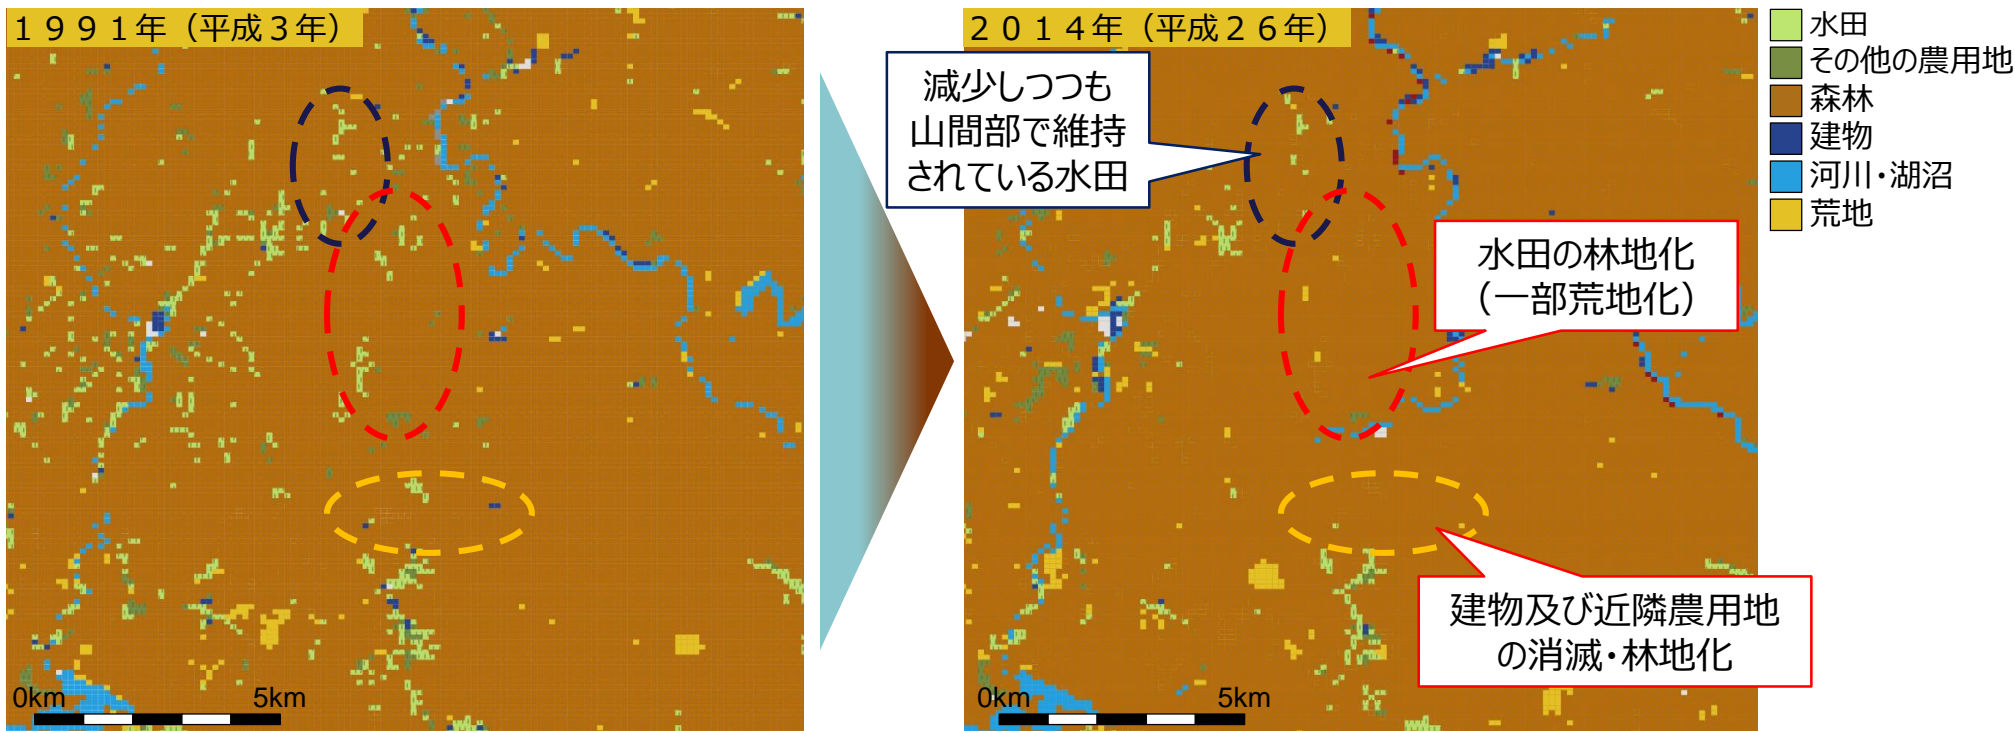 １９９１年（平成３年）
２０１４年（平成２６年）
水田
その他の農用地
森林
建物
河川・湖沼
荒地
減少しつつも
山間部で維持
されている水田
水田の林地化
（一部荒地化）
建物及び近隣農用地
の消滅・林地化
0km 5km
0km 5km